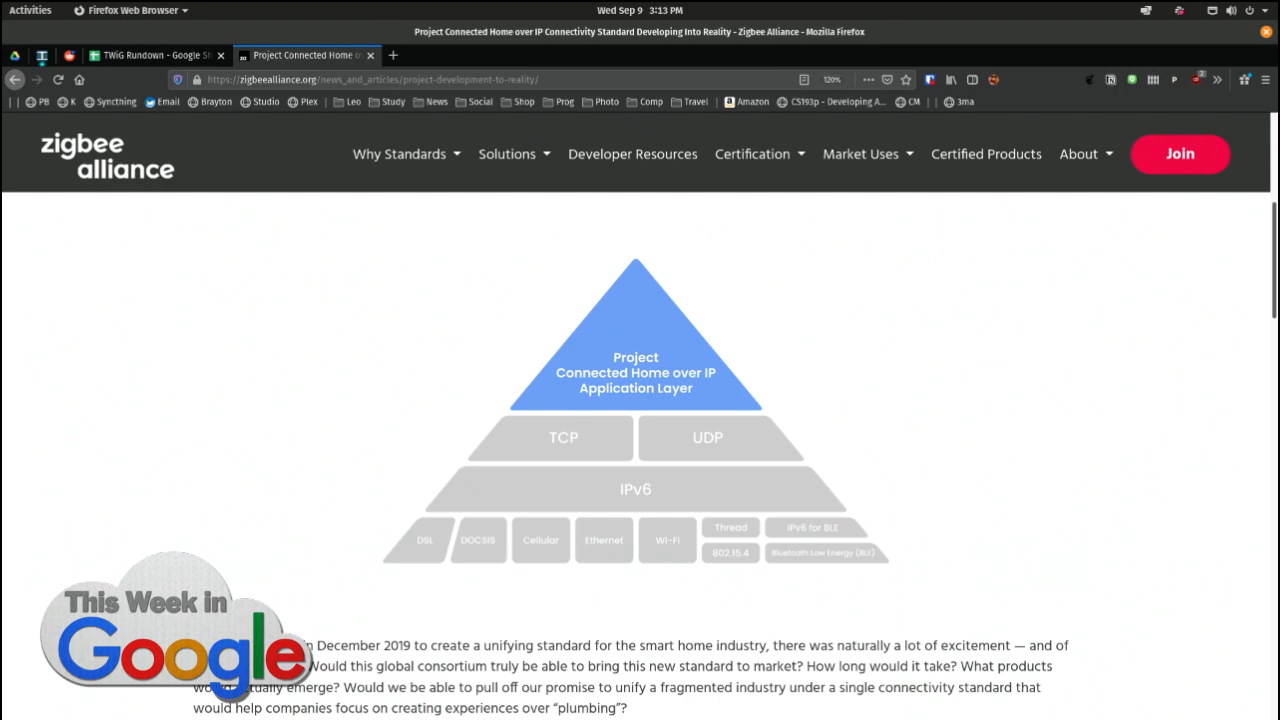 Activities Firefox Web Browser Wed Sep 9 3:13 PM
Project Connected Home over IP Connectivity Standard Developing Into Reality - Zigbee Alliance - Mozilla Firefox
TWiG Rundown - Google Sh Project Connected Home o
https://zigbeealliance.org/news_and_articles/project-development-to-reality/ 120%
PB K Syncthing Email Brayton Studio Plex Leo Study News Social Shop Prog Photo Comp Travel Amazon CS193p - Developing A... CM 3ma
zigbee
alliance
Why Standards Solutions Developer Resources Certification Market Uses Certified Products About Join
Project
Connected Home over IP
Application Layer
TCP UDP
IPv6
DSL DOCSIS Cellular Ethernet Wi-Fi Thread IPv6 for BLE
802.15.4 Bluetooth Low Energy (BLE)
This Week in
Google
in December 2019 to create a unifying standard for the smart home industry, there was naturally a lot of excitement — and of
Would this global consortium truly be able to bring this new standard to market? How long would it take? What products
would actually emerge? Would we be able to pull off our promise to unify a fragmented industry under a single connectivity standard that
would help companies focus on creating experiences over “plumbing”?